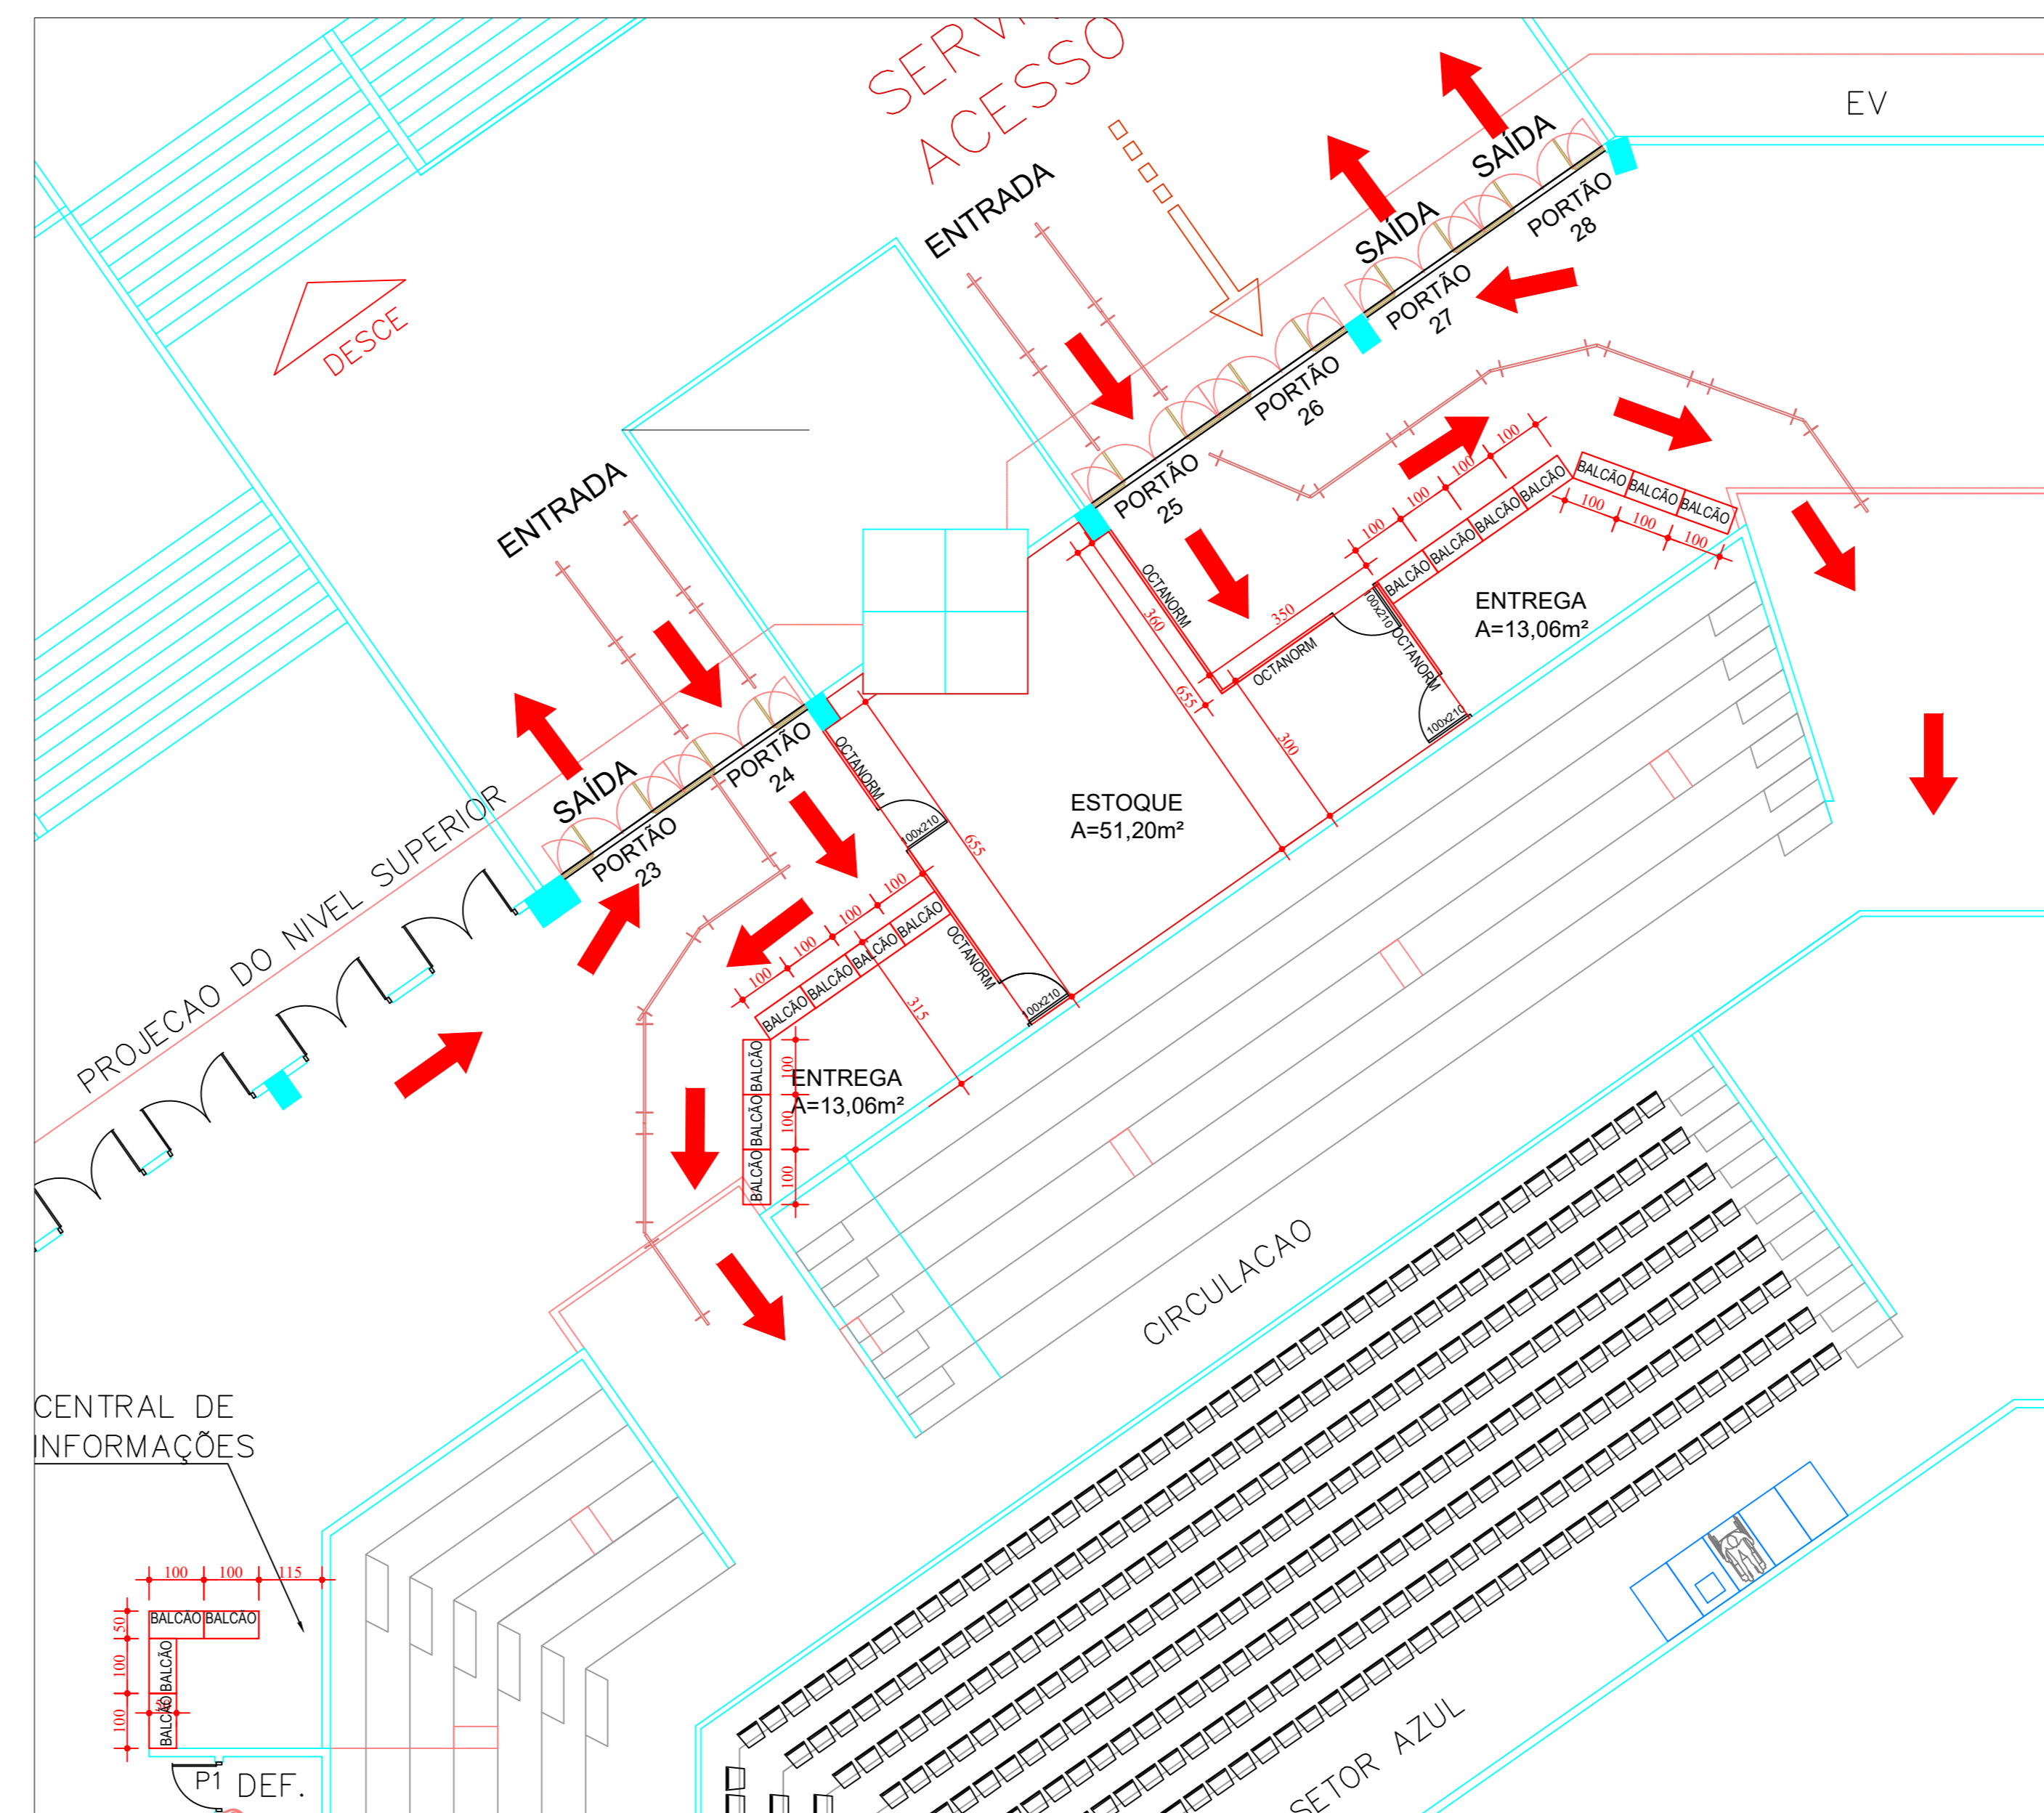 ACESSO
EV
SAÍDA
PORTÃO
28
SAÍDA
PORTÃO
27
ENTRADA
PORTÃO
26
PORTÃO
25
DESCE
ENTRADA
100
100
100
100
BALCÃO
BALCÃO
BALCÃO
BALCÃO
BALCÃO
BALCÃO
BALCÃO
100
100
100
OCTANORM
360
655
350
100x210
OCTANORM
OCTANORM
100x210
300
ENTREGA
A=13,06m²
ESTOQUE
A=51,20m²
PORTÃO
24
SAÍDA
PORTÃO
23
OCTANORM
100x210
655
PROJECAO DO NIVEL SUPERIOR
100
100
100
100
BALCÃO
BALCÃO
BALCÃO
BALCÃO
OCTANORM
100x210
315
BALCÃO
BALCÃO
BALCÃO
100
100
100
ENTREGA
A=13,06m²
CIRCULACAO
CENTRAL DE
INFORMAÇÕES
100
100
115
50
100
100
BALCÃO
BALCÃO
BALCÃO
BALCÃO
P1
DEF.
SETOR AZUL